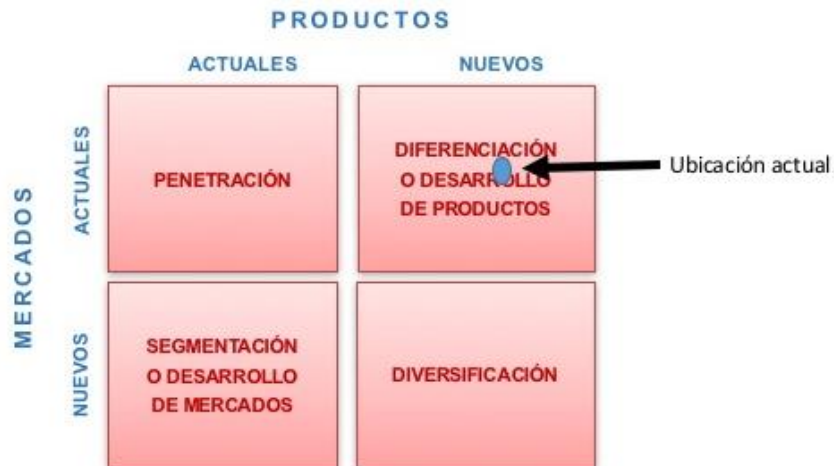 PRODUCTOS
ACTUALES
NUEVOS
MERCADOS
ACTUALES
PENETRACIÓN
DIFERENCIACIÓN
O DESARROLLO
DE PRODUCTOS
Ubicación actual
NUEVOS
SEGMENTACIÓN
O DESARROLLO
DE MERCADOS
DIVERSIFICACIÓN